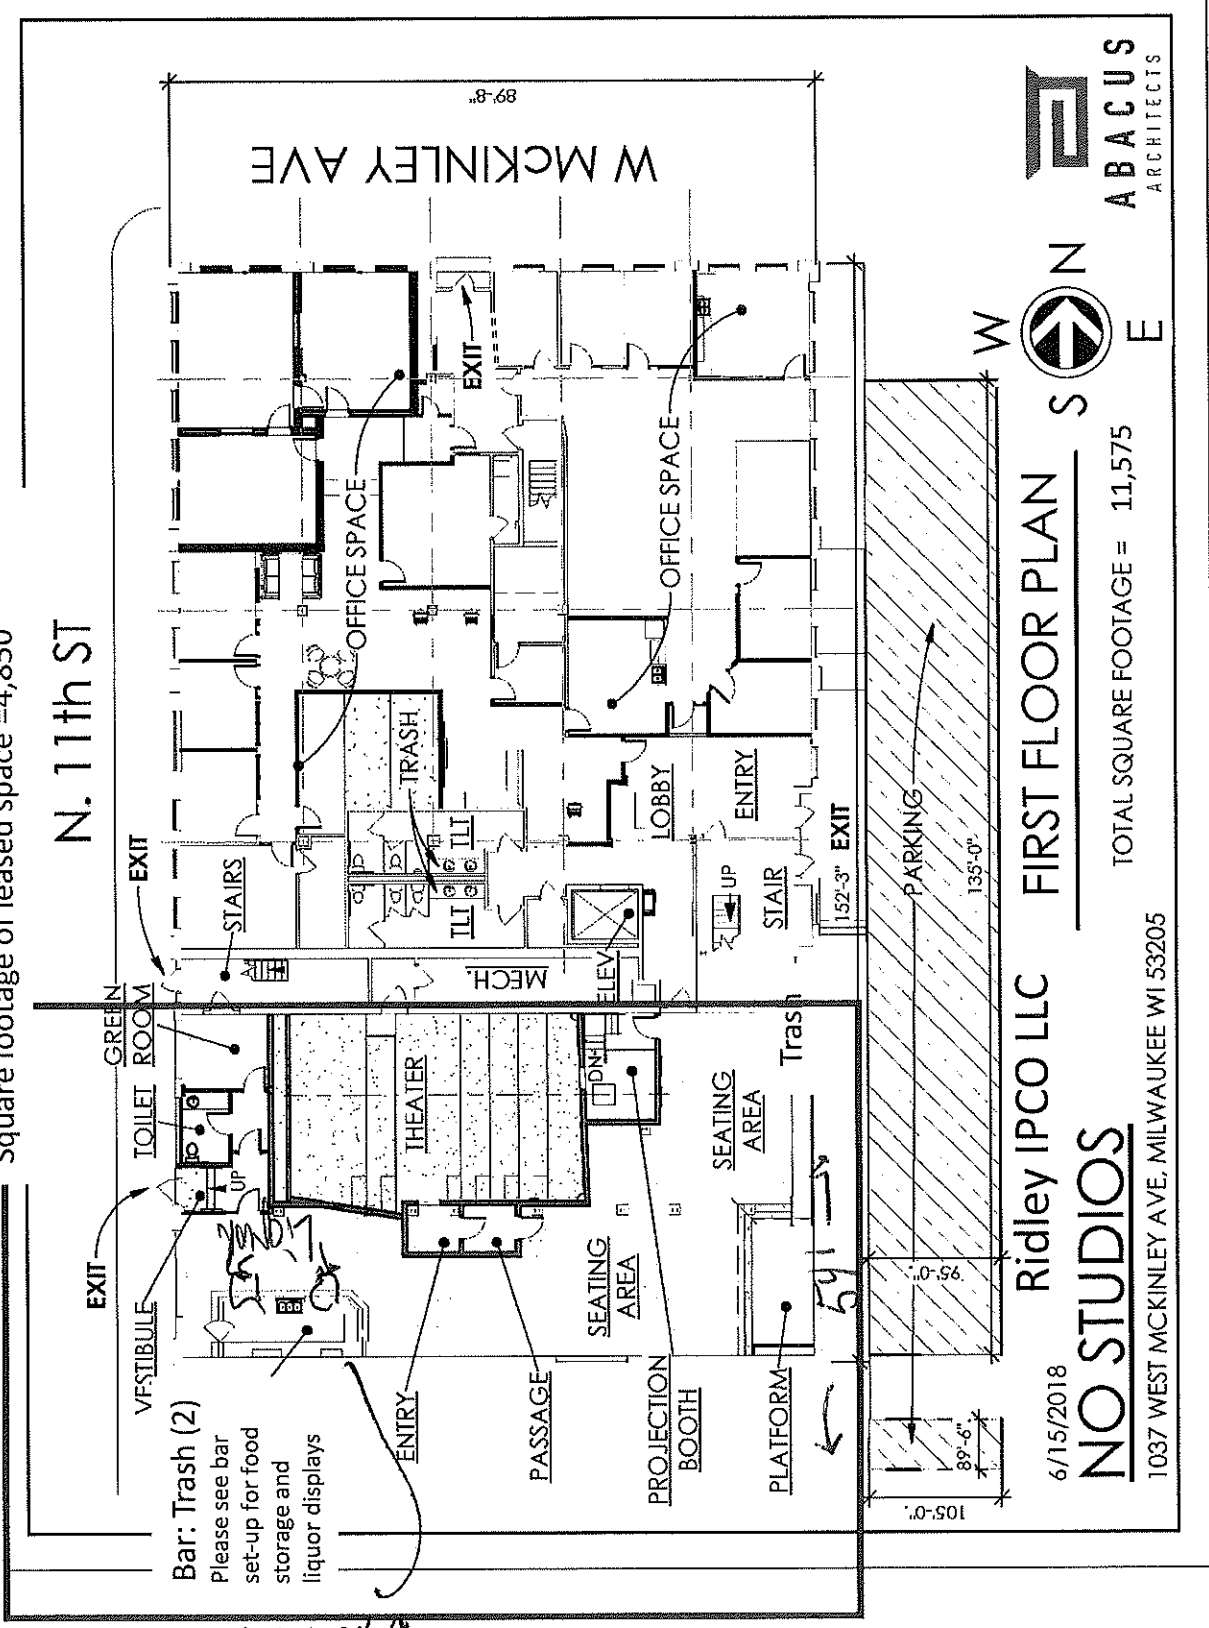 Square footage of leased space =4,850
N. 11th ST
W McKINLEY AVE
89'-8"
EXIT
GREEN
ROOM
STAIRS
TOILET
EXIT
VESTIBULE
UP
Bar: Trash (2)
Please see bar
set-up for food
storage and
liquor displays
ENTRY
PASSAGE
PROJECTION
BOOTH
PLATFORM
THEATER
SEATING
AREA
SEATING
AREA
DN
Trash
MECH.
ELEV
TLT
TLT
TRASH
OFFICE SPACE
OFFICE SPACE
EXIT
LOBBY
ENTRY
UP
STAIR
EXIT
152'-3"
PARKING
135'-0"
95'-0"
89'-6"
105'-0"
6/15/2018
Ridley IPCO LLC
NO STUDIOS
1037 WEST MCKINLEY AVE, MILWAUKEE WI 53205
FIRST FLOOR PLAN
TOTAL SQUARE FOOTAGE = 11,575
W
S
N
E
ABACUS
ARCHITECTS